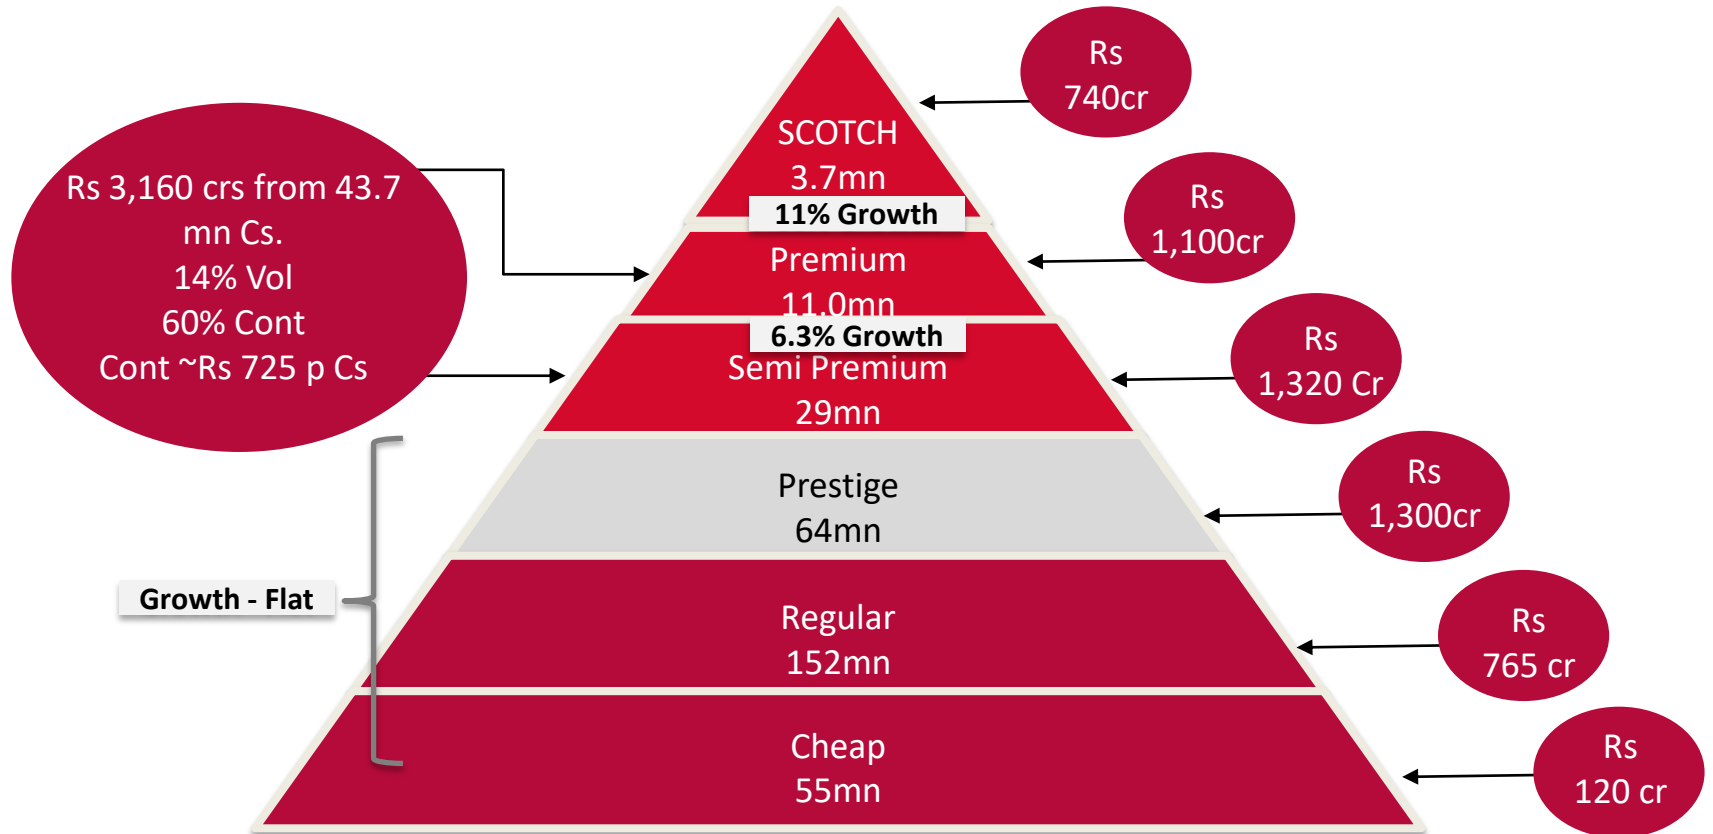 Rs
740cr
SCOTCH
3.7mn
11% Growth
Rs
1,100cr
Premium
11.0mn
Rs 3,160 crs from 43.7
mn Cs.
14% Vol
60% Cont
Cont ~Rs 725 p Cs
6.3% Growth
Semi Premium
29mn
Rs
1,320 Cr
Prestige
64mn
Rs
1,300cr
Growth - Flat
Regular
152mn
Rs
765 cr
Cheap
55mn
Rs
120 cr